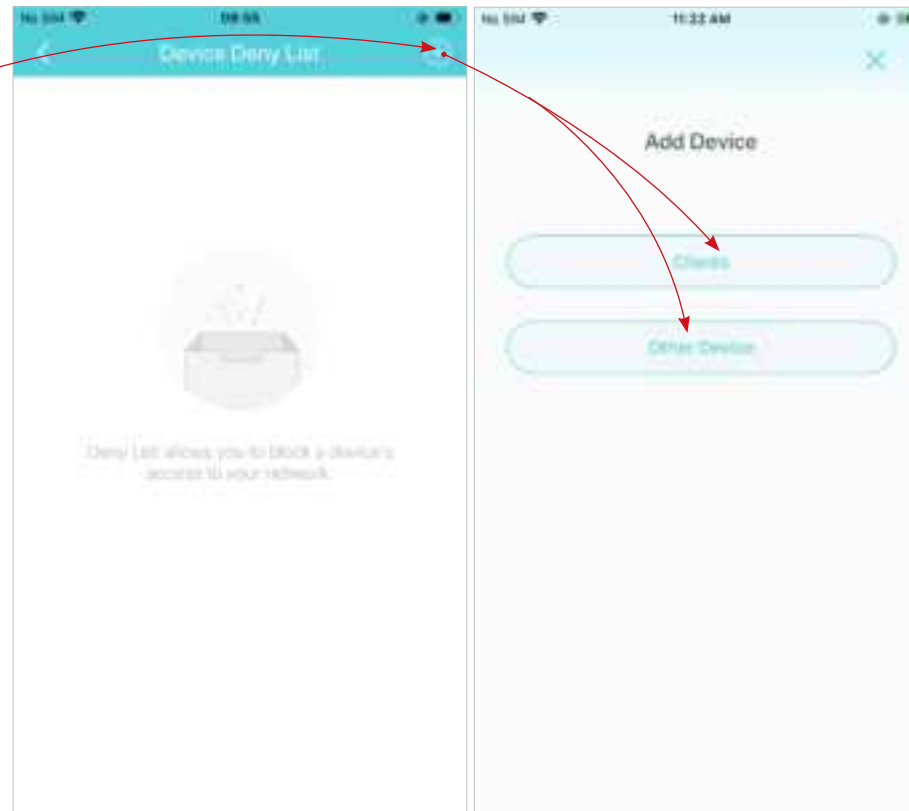 No SIM
09:55
Device Deny List
Deny List allows you to block a device's
access to your network.
No SIM
11:22 AM
Add Device
Clients
Other Device